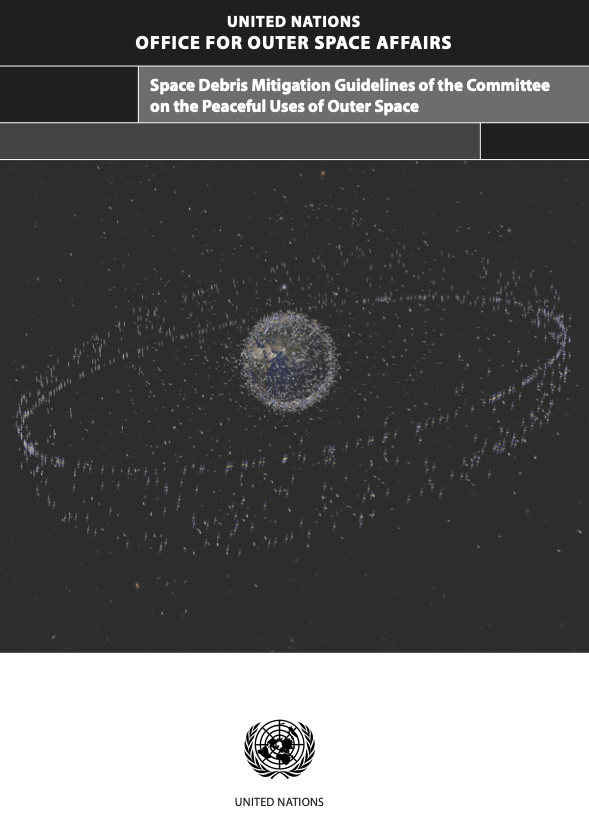 UNITED NATIONS
OFFICE FOR OUTER SPACE AFFAIRS
Space Debris Mitigation Guidelines of the Committee
on the Peaceful Uses of Outer Space
UNITED NATIONS